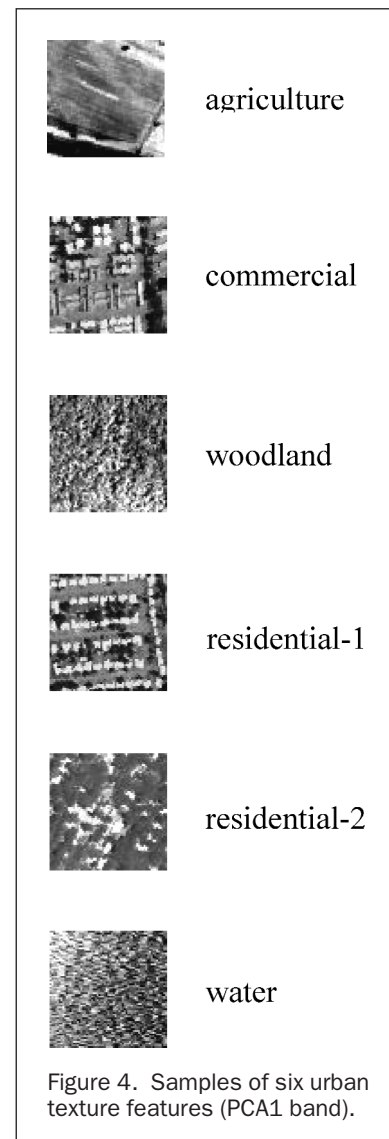 agriculture
commercial
woodland
residential-1
residential-2
water
Figure 4. Samples of six urban
texture features (PCA1 band).